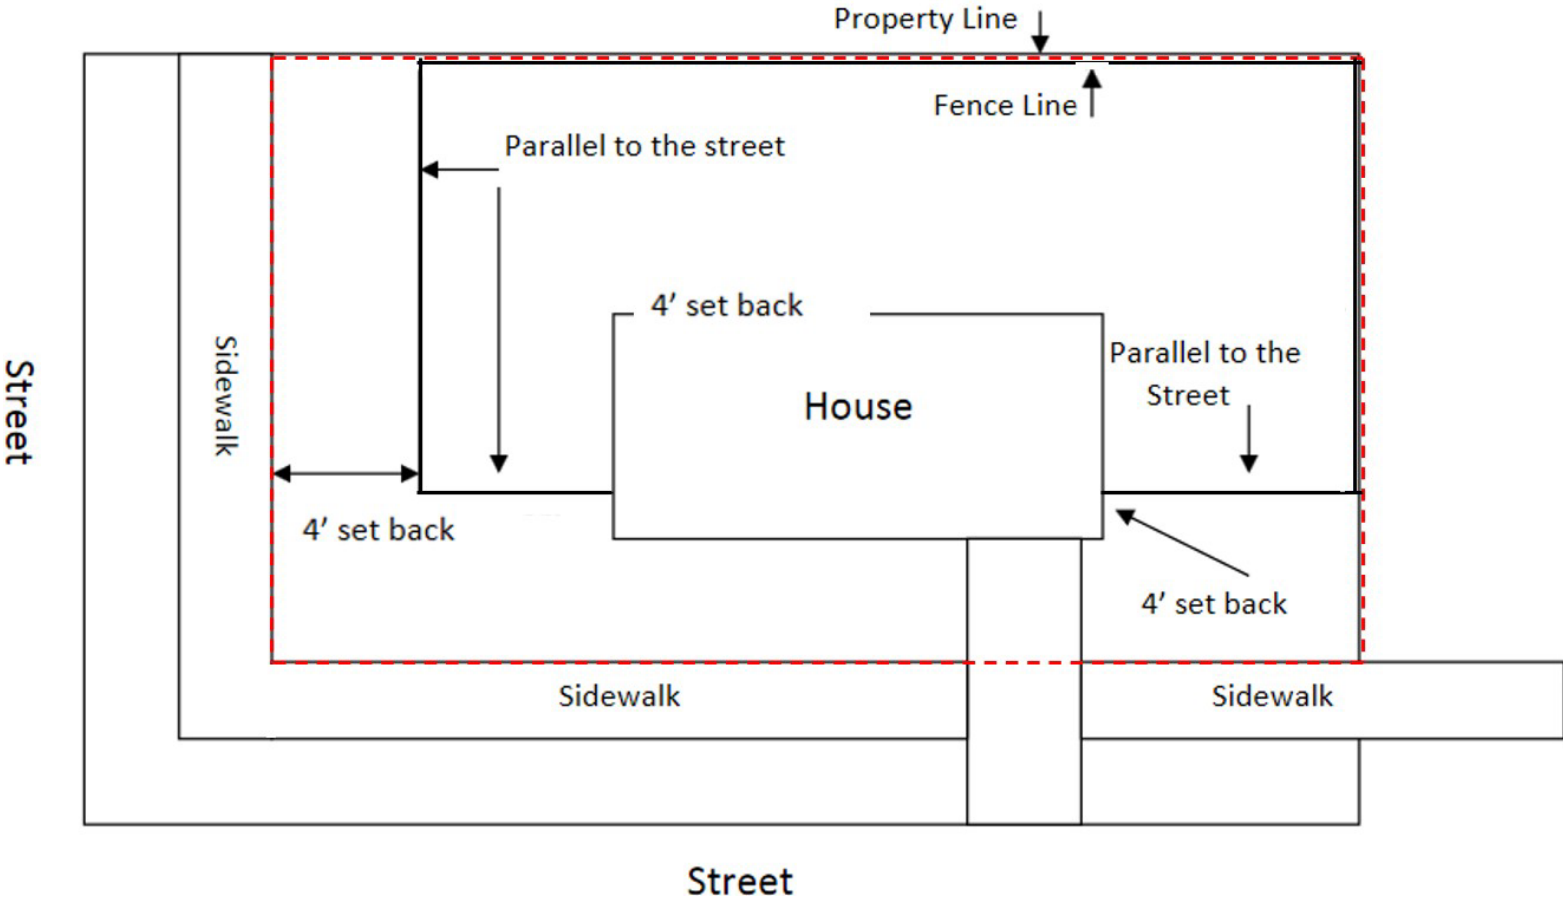 Property Line
Fence Line
Parallel to the street
4’ set back
Parallel to the
Street
House
Sidewalk
Street
4’ set back
4’ set back
Sidewalk
Sidewalk
Street